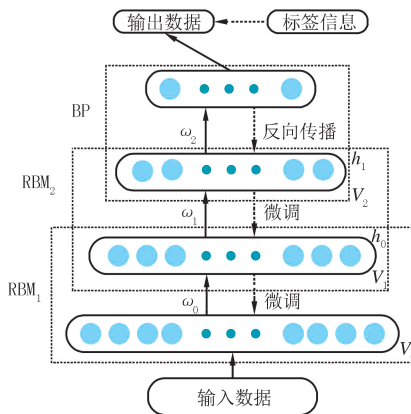 输出数据 标签信息
BP
ω₂ 反向传播
h₁
RBM₂
V₂
ω₁ 微调
h₀
V₁
RBM₁
ω₀ 微调
V
输入数据